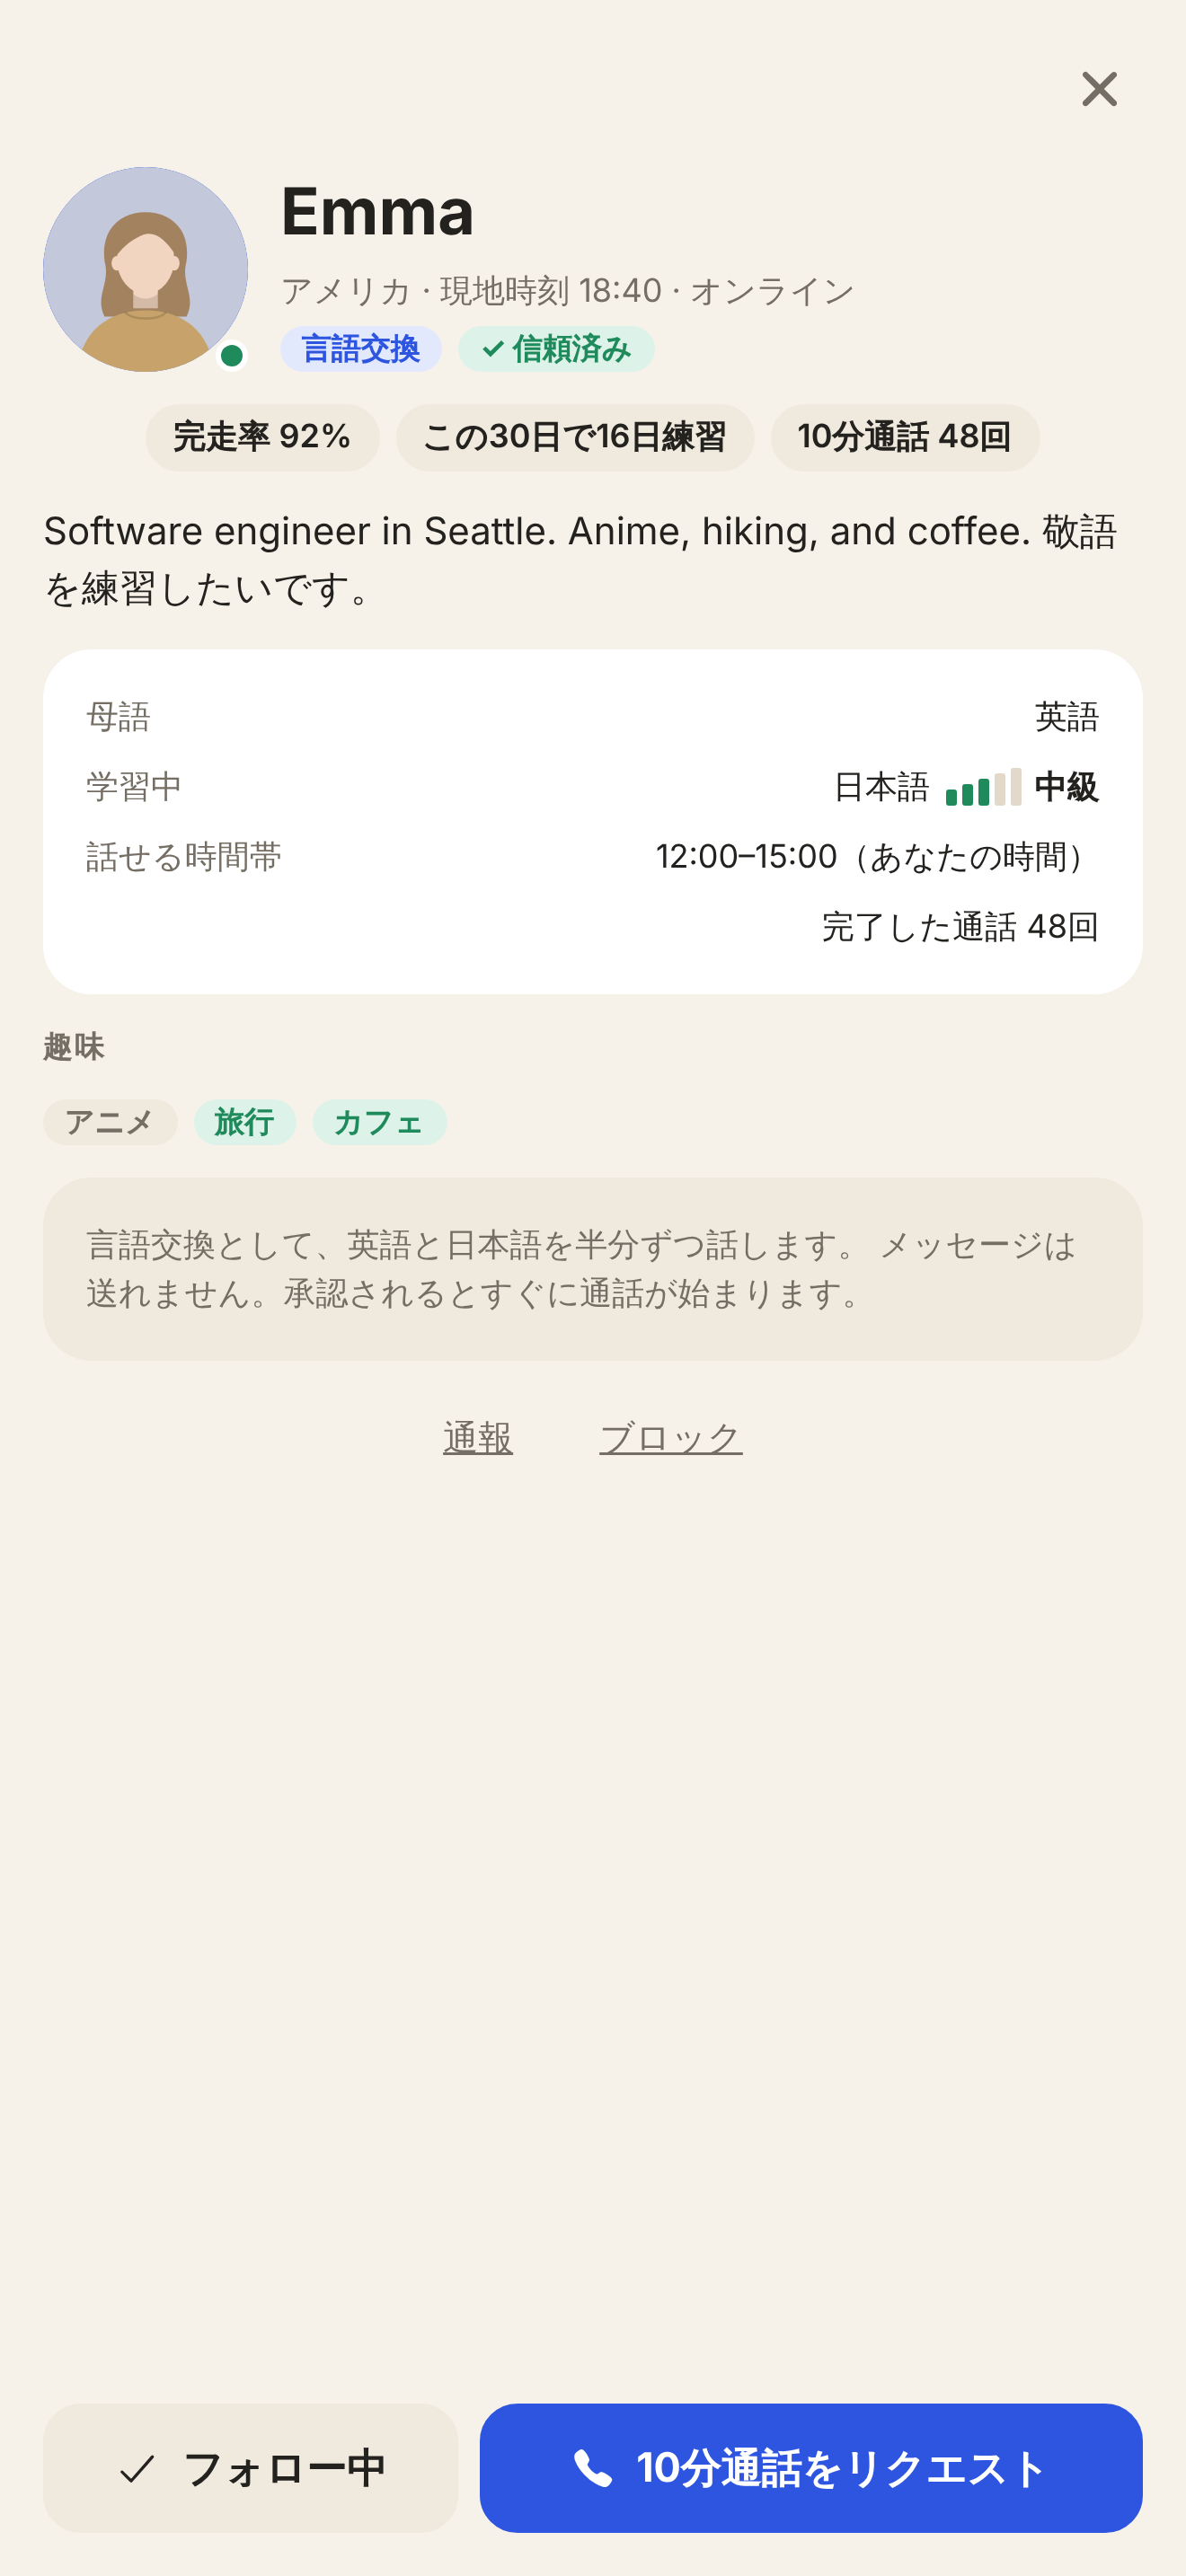 Emma
アメリカ · 現地時刻 18:40 · オンライン
言語交換 ✓ 信頼済み
完走率 92% この30日で16日練習 10分通話 48回
Software engineer in Seattle. Anime, hiking, and coffee. 敬語
を練習したいです。
母語 英語
学習中 日本語 中級
話せる時間帯 12:00–15:00（あなたの時間）
完了した通話 48回
趣味
アニメ 旅行 カフェ
言語交換として、英語と日本語を半分ずつ話します。 メッセージは
送れません。承認されるとすぐに通話が始まります。
通報 ブロック
✓ フォロー中 10分通話をリクエスト